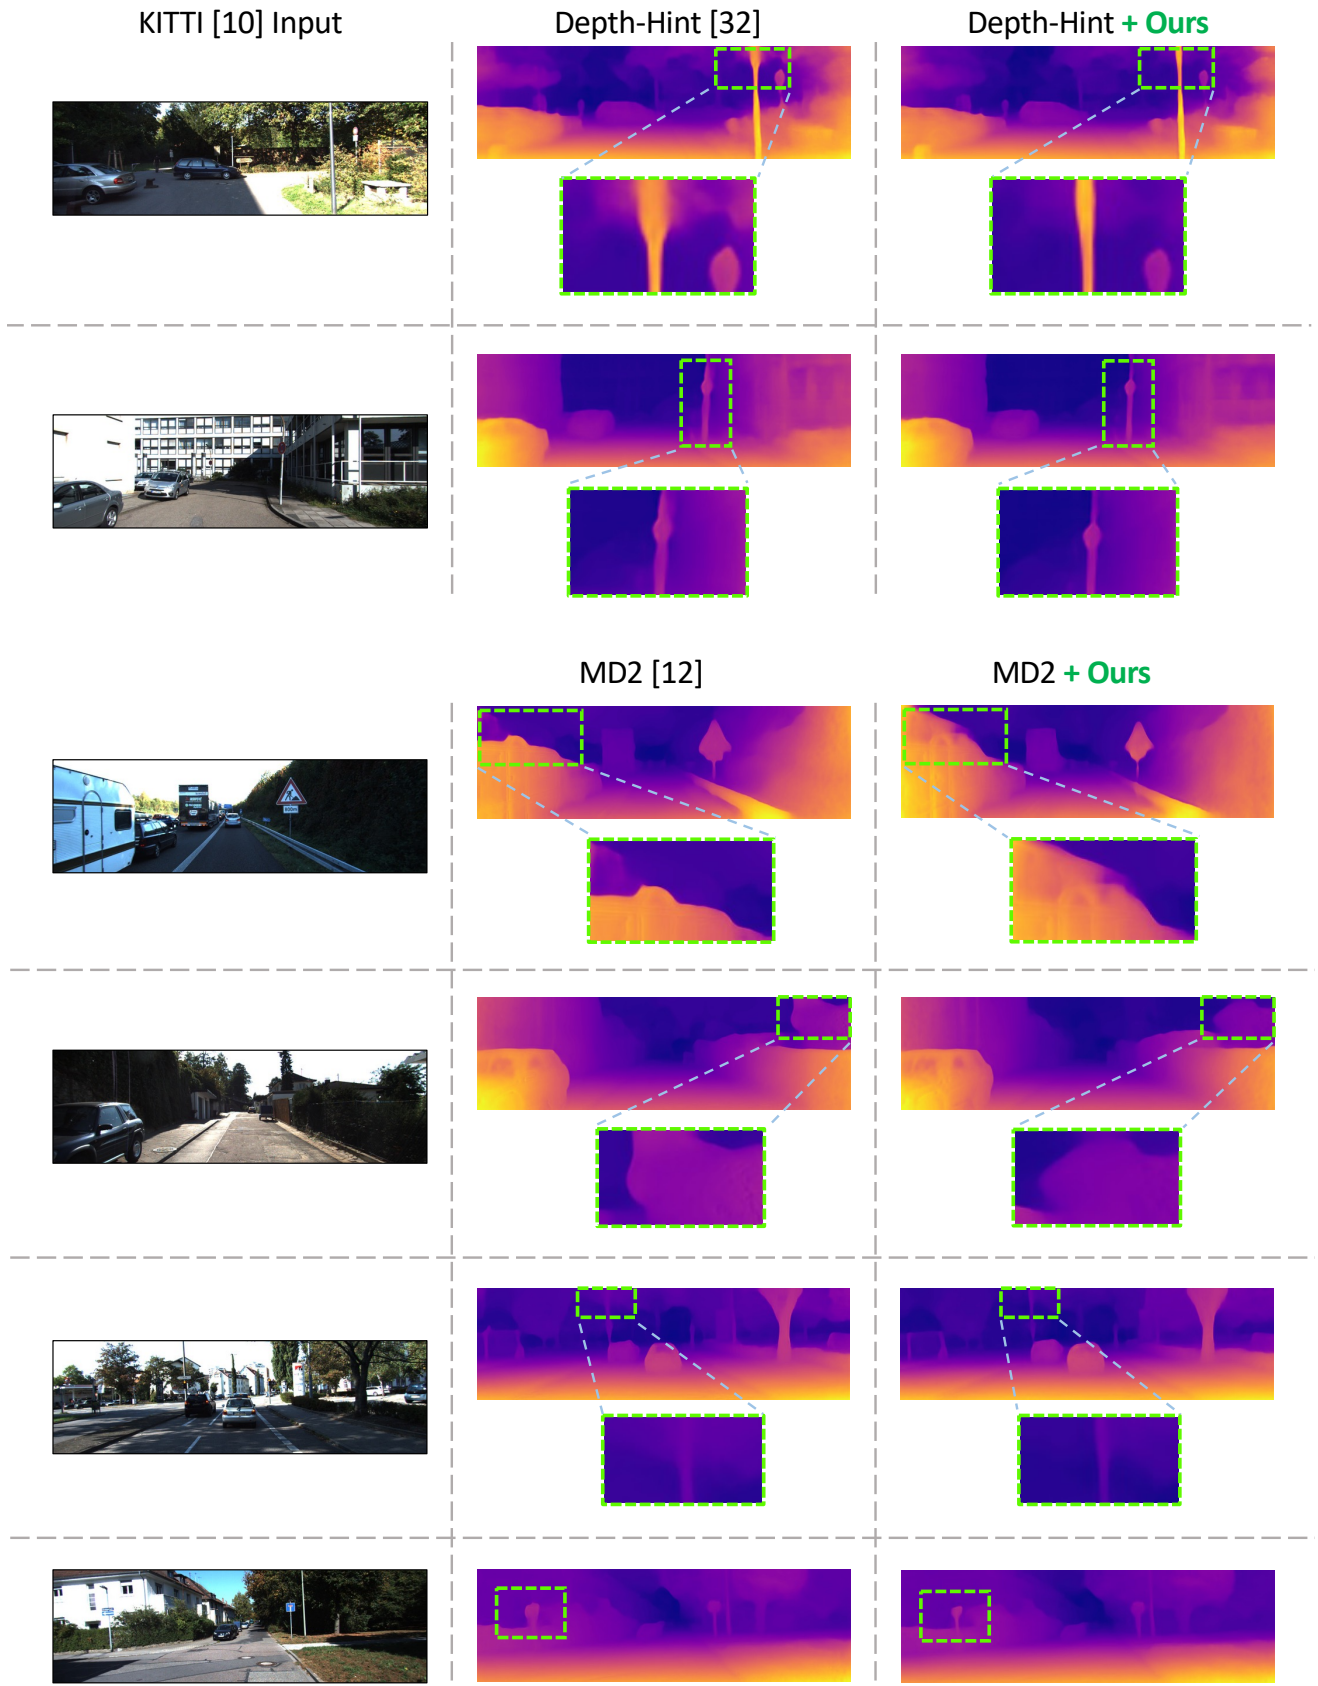 KITTI [10] Input
Depth-Hint [32]
Depth-Hint + Ours
MD2 [12]
MD2 + Ours